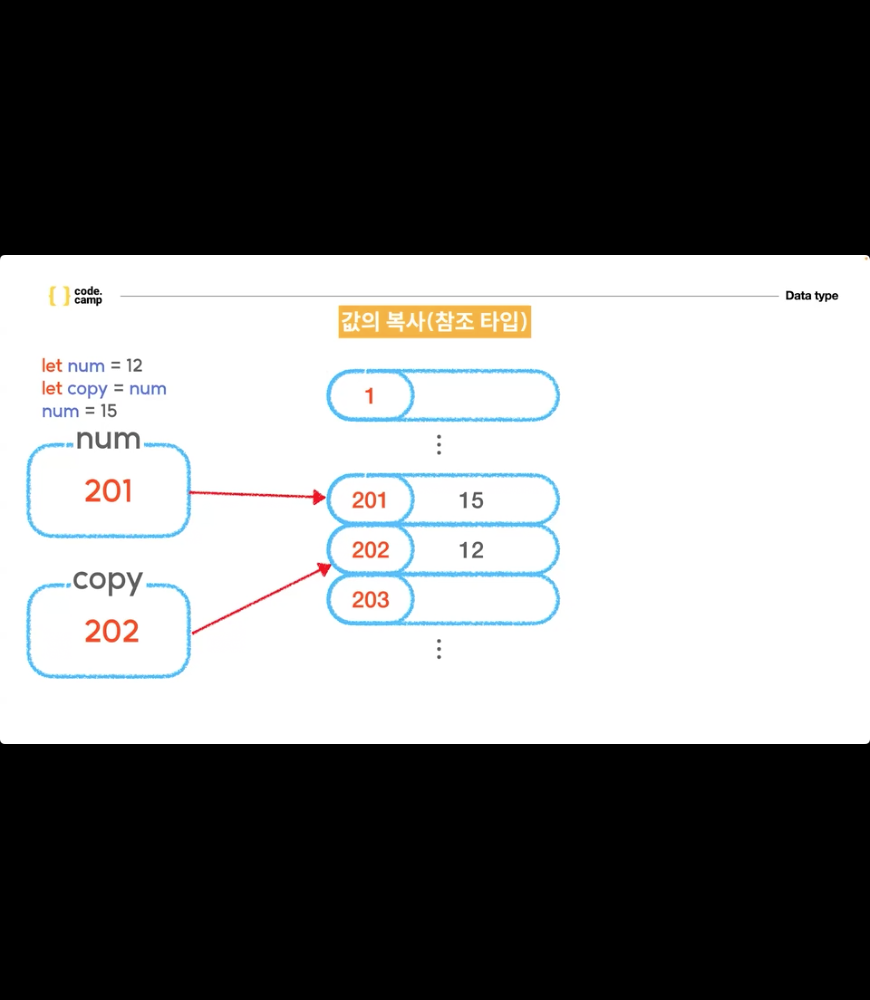 { } code.
camp
Data type
값의 복사(참조 타입)
let num = 12
let copy = num
num = 15
num
201
copy
202
1
⋮
201 15
202 12
203
⋮